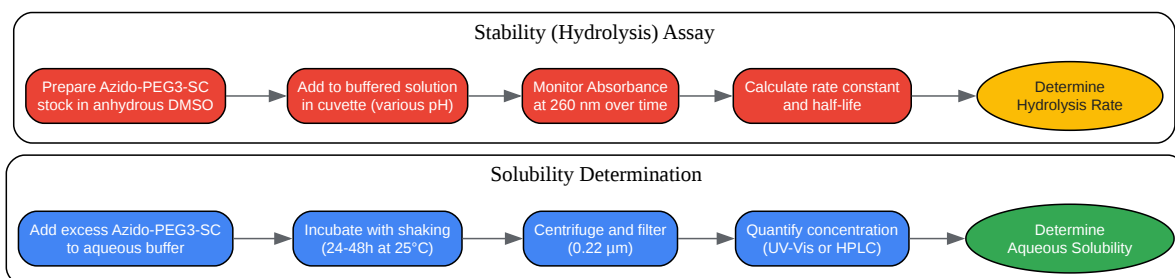 Stability (Hydrolysis) Assay
Prepare Azido-PEG3-SC
stock in anhydrous DMSO
Add to buffered solution
in cuvette (various pH)
Monitor Absorbance
at 260 nm over time
Calculate rate constant
and half-life
Determine
Hydrolysis Rate
Solubility Determination
Add excess Azido-PEG3-SC
to aqueous buffer
Incubate with shaking
(24-48h at 25°C)
Centrifuge and filter
(0.22 µm)
Quantify concentration
(UV-Vis or HPLC)
Determine
Aqueous Solubility